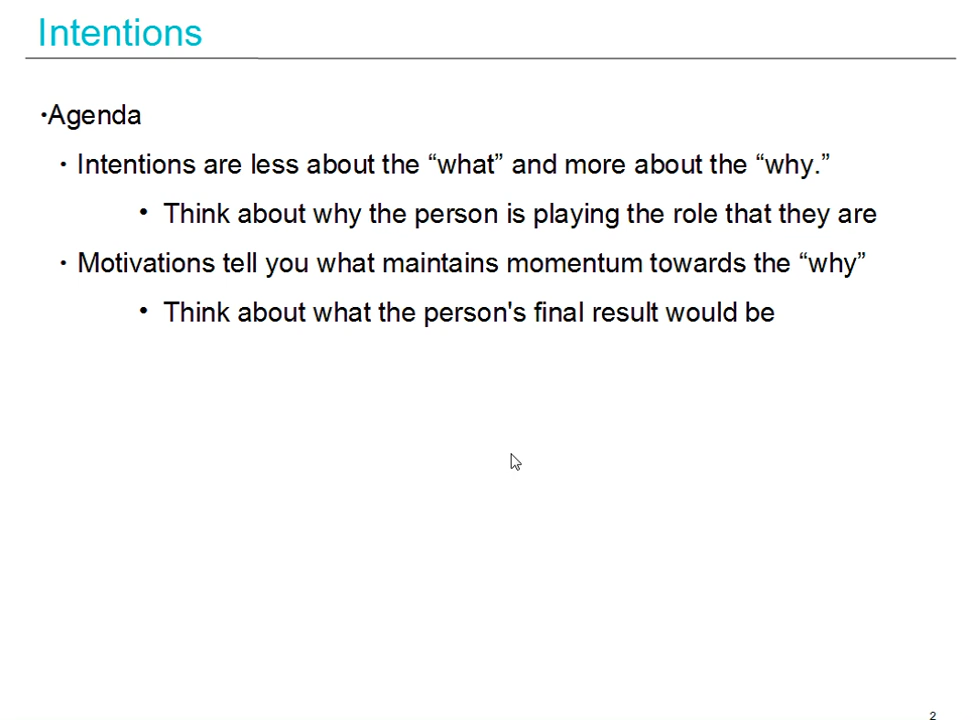 Intentions
•Agenda
• Intentions are less about the “what” and more about the “why.”
• Think about why the person is playing the role that they are
• Motivations tell you what maintains momentum towards the “why”
• Think about what the person's final result would be
2